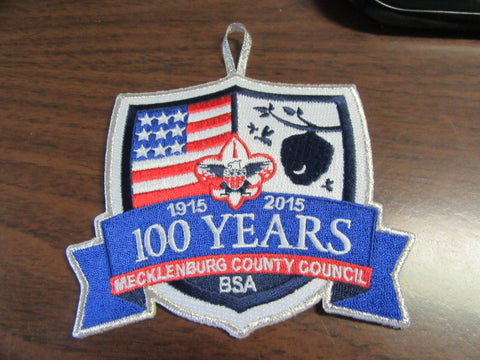 1915 2015
100 YEARS
MECKLENBURG COUNTY COUNCIL
BSA